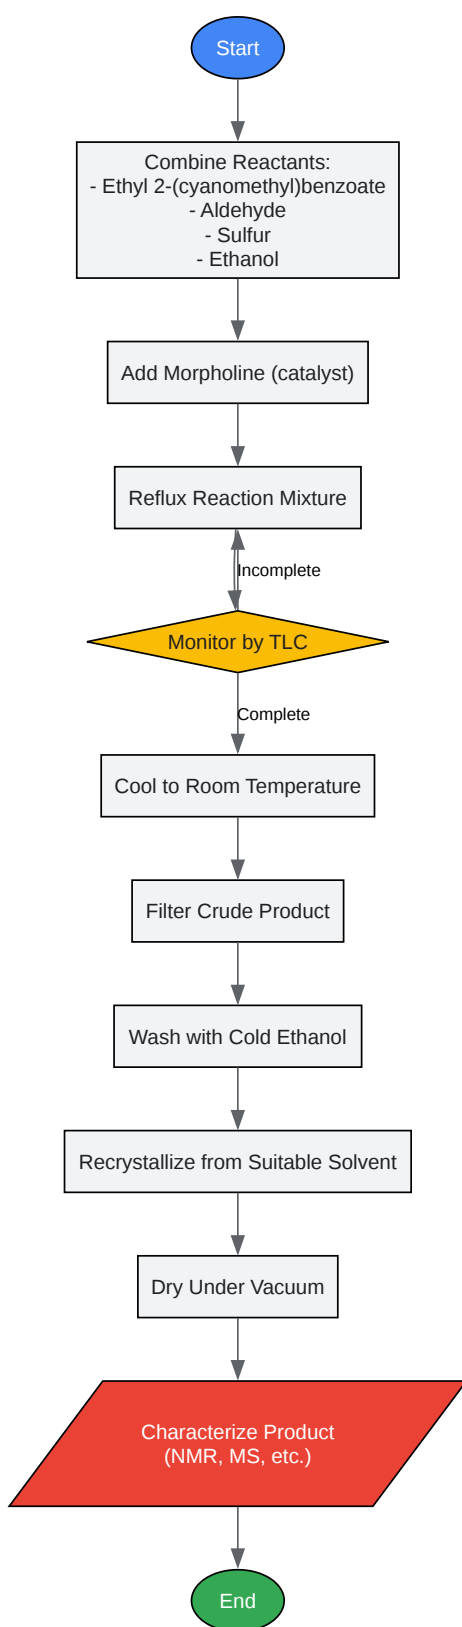 Start
Combine Reactants:
- Ethyl 2-(cyanomethyl)benzoate
- Aldehyde
- Sulfur
- Ethanol
Add Morpholine (catalyst)
Reflux Reaction Mixture
Incomplete
Monitor by TLC
Complete
Cool to Room Temperature
Filter Crude Product
Wash with Cold Ethanol
Recrystallize from Suitable Solvent
Dry Under Vacuum
Characterize Product
(NMR, MS, etc.)
End